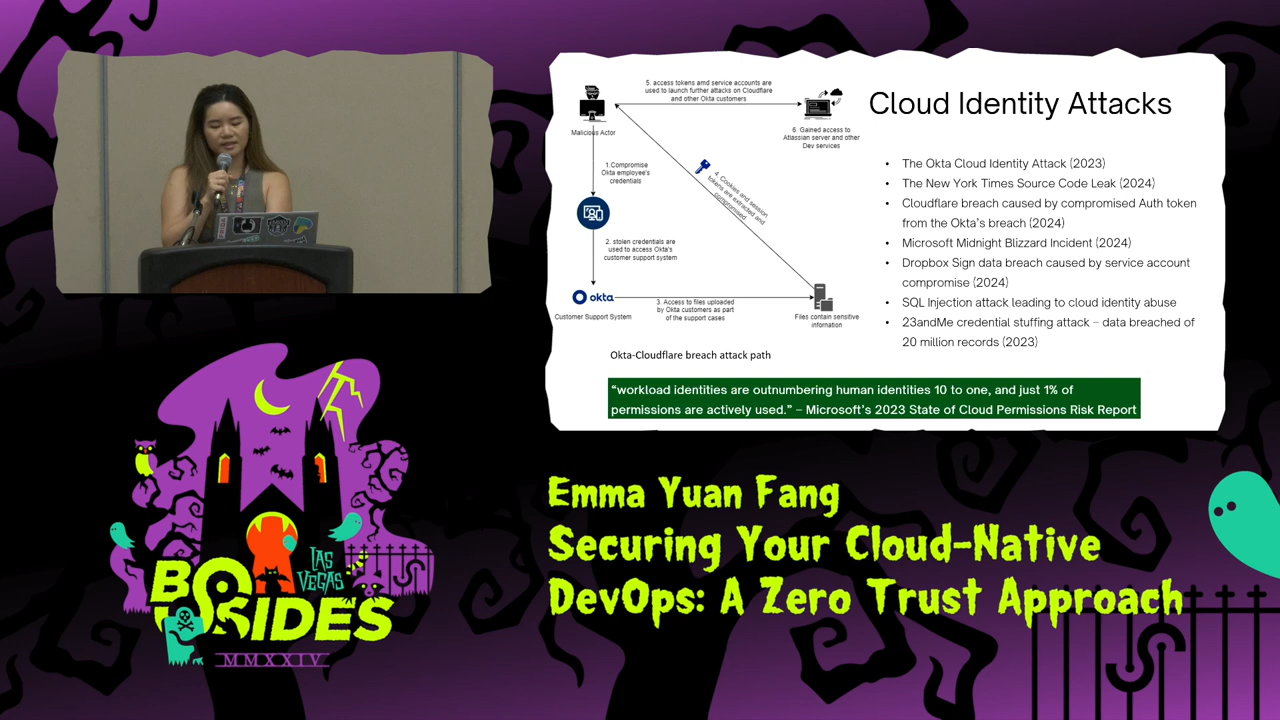 5. access tokens amd service accounts are
used to launch further attacks on Cloudflare
and other Okta customers
Malicious Actor
6. Gained access to
Atlassian server and other
Dev services
1.Compromise
Okta employee's
credentials
4. Cookies and session
tokens are extracted and
compromised
2. stolen credentials are
used to access Okta's
customer support system
okta
Customer Support System
3. Access to files uploaded
by Okta customers as part
of the support cases
Files contain sensitive
infornation
Okta-Cloudflare breach attack path
Cloud Identity Attacks
• The Okta Cloud Identity Attack (2023)
• The New York Times Source Code Leak (2024)
• Cloudflare breach caused by compromised Auth token
from the Okta's breach (2024)
• Microsoft Midnight Blizzard Incident (2024)
• Dropbox Sign data breach caused by service account
compromise (2024)
• SQL Injection attack leading to cloud identity abuse
• 23andMe credential stuffing attack – data breached of
20 million records (2023)
“workload identities are outnumbering human identities 10 to one, and just 1% of
permissions are actively used.” – Microsoft's 2023 State of Cloud Permissions Risk Report
LAS
VEGAS
BSIDES
MMXXIV
Emma Yuan Fang
Securing Your Cloud-Native
DevOps: A Zero Trust Approach